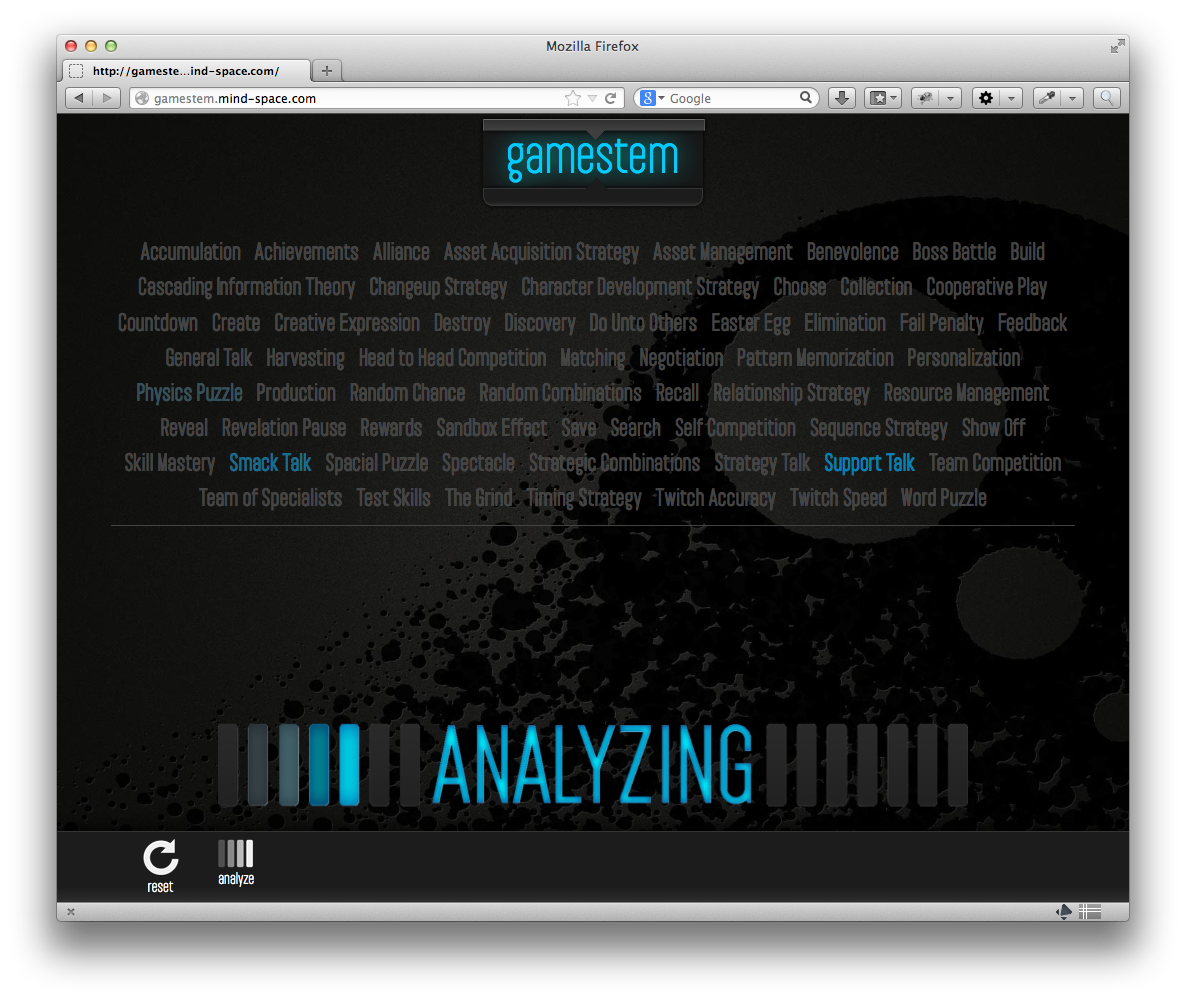 Mozilla Firefox
http://gameste...ind-space.com/
gamestem.mind-space.com
Google
gamestem
Accumulation Achievements Alliance Asset Acquisition Strategy Asset Management Benevolence Boss Battle Build
Cascading Information Theory Changeup Strategy Character Development Strategy Choose Collection Cooperative Play
Countdown Create Creative Expression Destroy Discovery Do Unto Others Easter Egg Elimination Fail Penalty Feedback
General Talk Harvesting Head to Head Competition Matching Negotiation Pattern Memorization Personalization
Physics Puzzle Production Random Chance Random Combinations Recall Relationship Strategy Resource Management
Reveal Revelation Pause Rewards Sandbox Effect Save Search Self Competition Sequence Strategy Show Off
Skill Mastery Smack Talk Spacial Puzzle Spectacle Strategic Combinations Strategy Talk Support Talk Team Competition
Team of Specialists Test Skills The Grind Timing Strategy Twitch Accuracy Twitch Speed Word Puzzle
ANALYZING
reset analyze